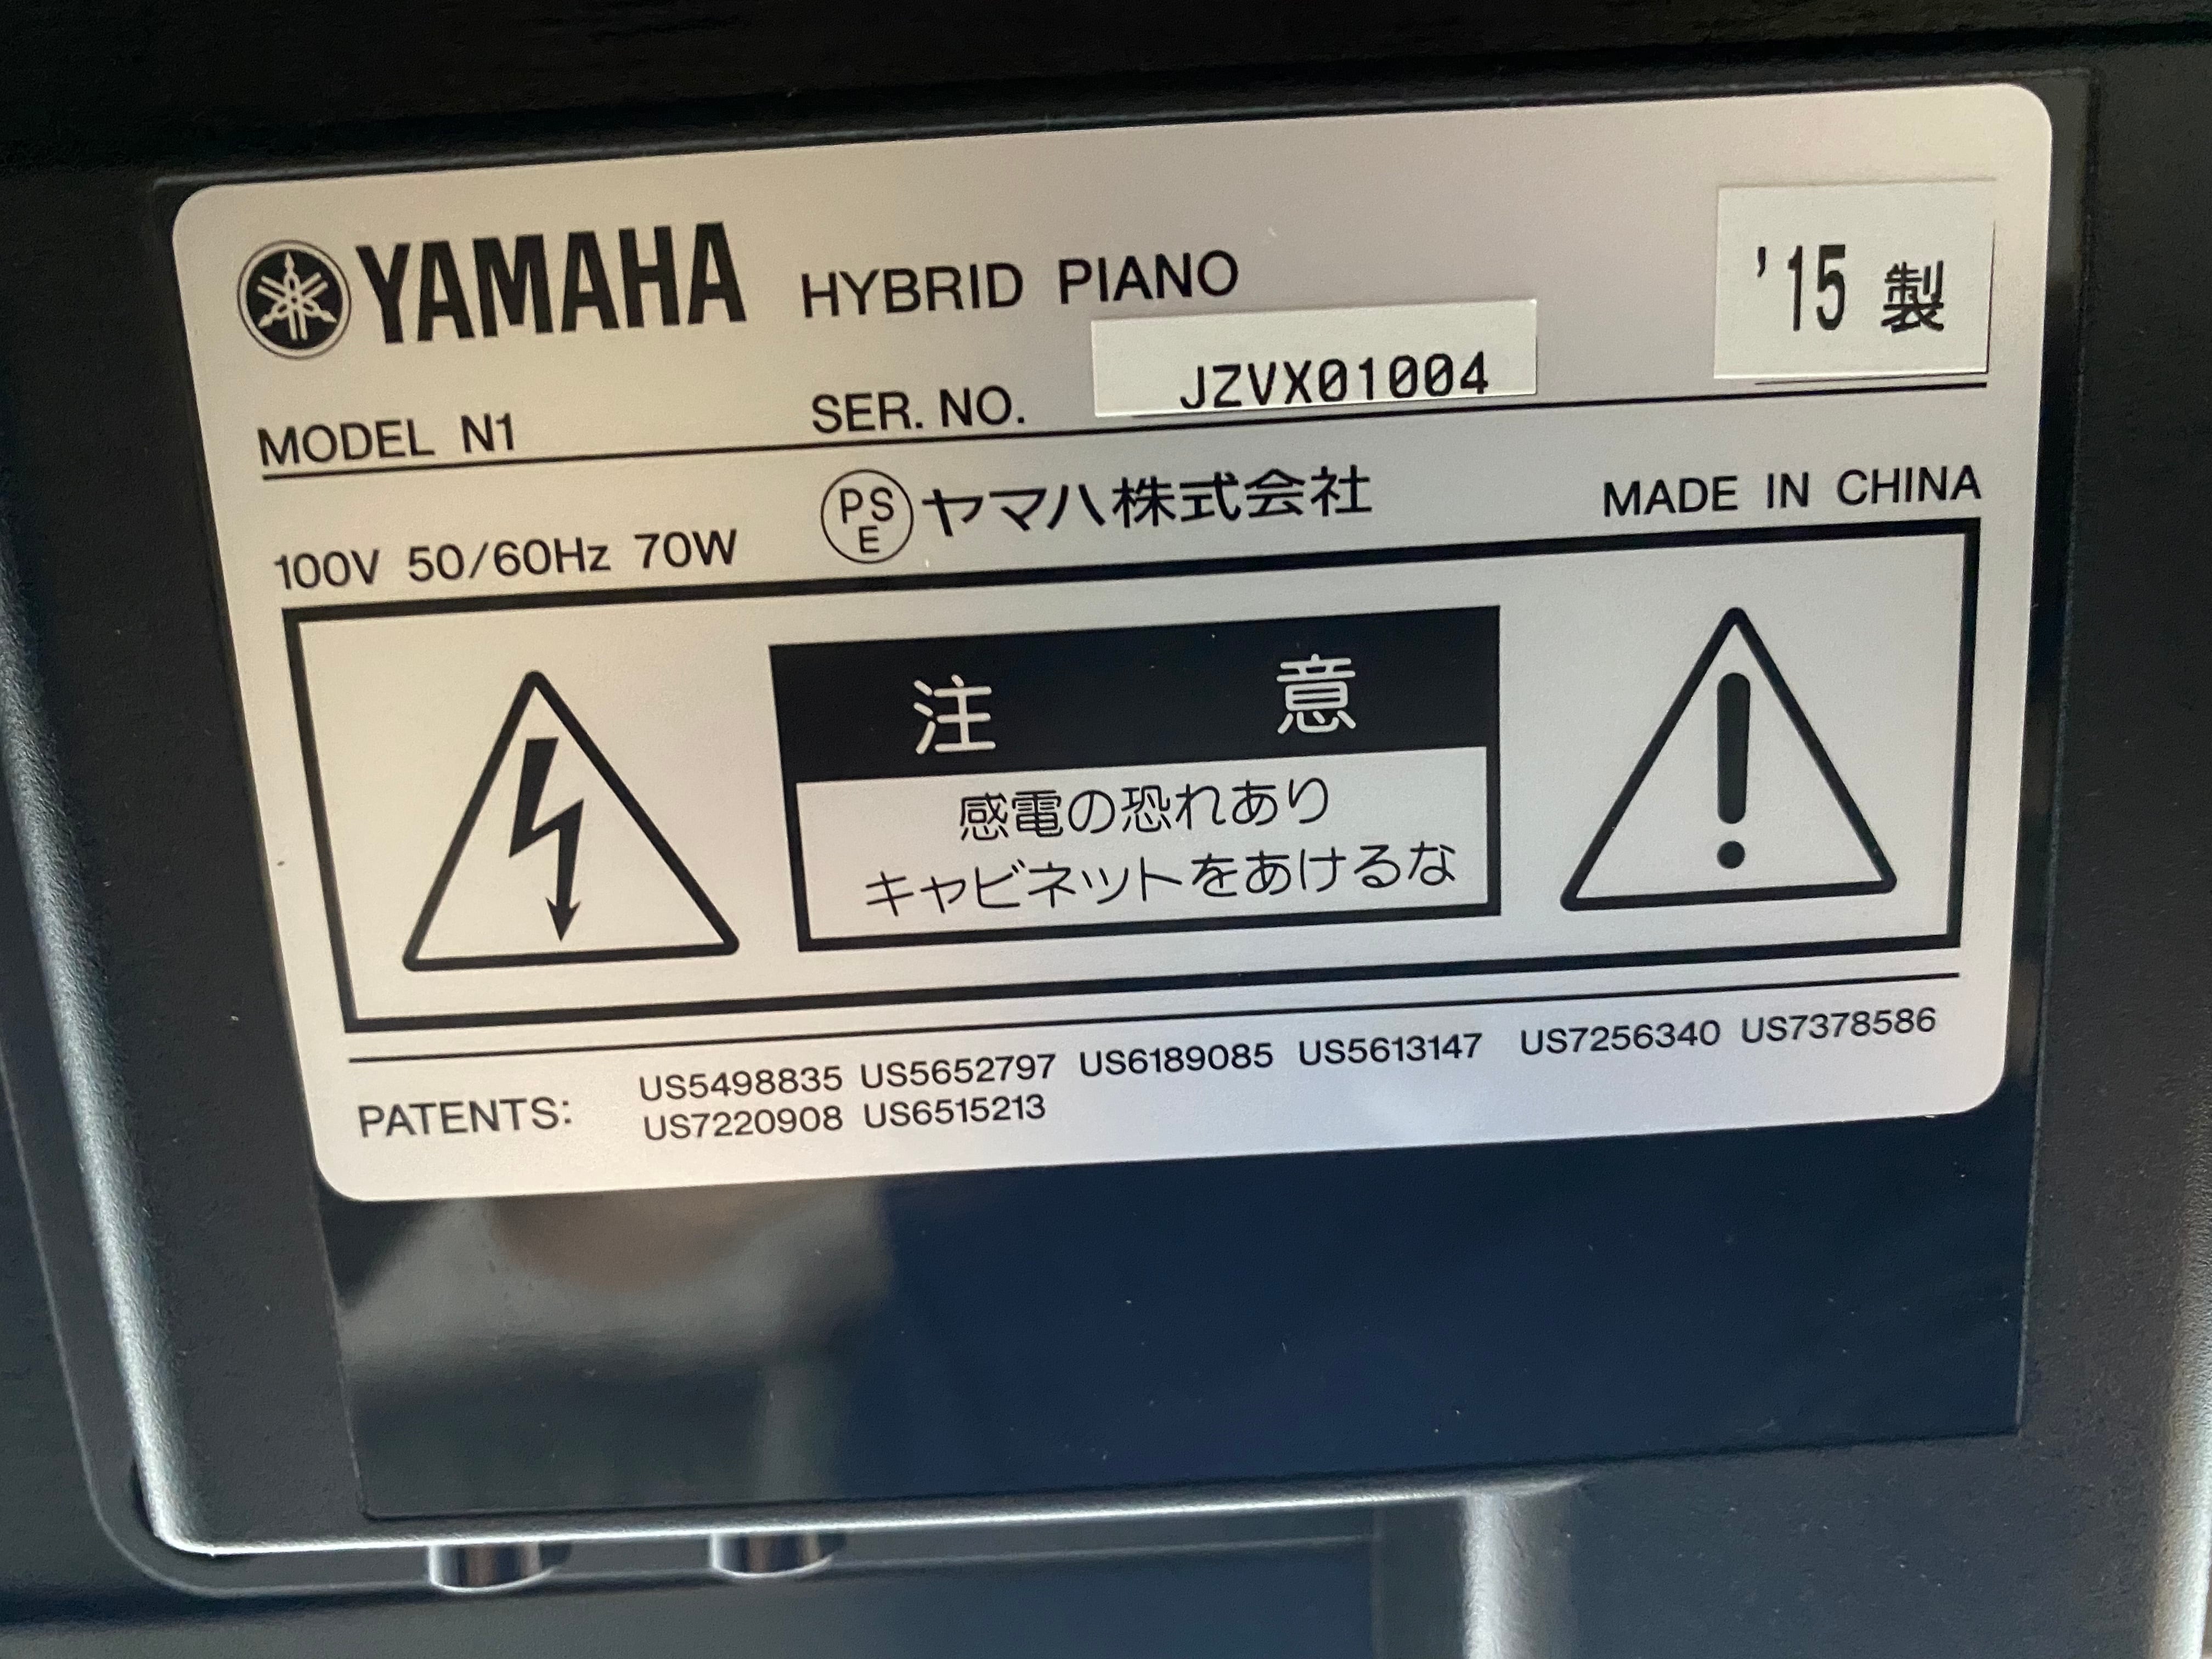 YAMAHA HYBRID PIANO
'15 製
MODEL N1 SER. NO. JZVX01004
100V 50/60Hz 70W PSE ヤマハ株式会社 MADE IN CHINA
注 意
感電の恐れあり
キャビネットをあけるな
PATENTS: US5498835 US5652797 US6189085 US5613147 US7256340 US7378586
US7220908 US6515213